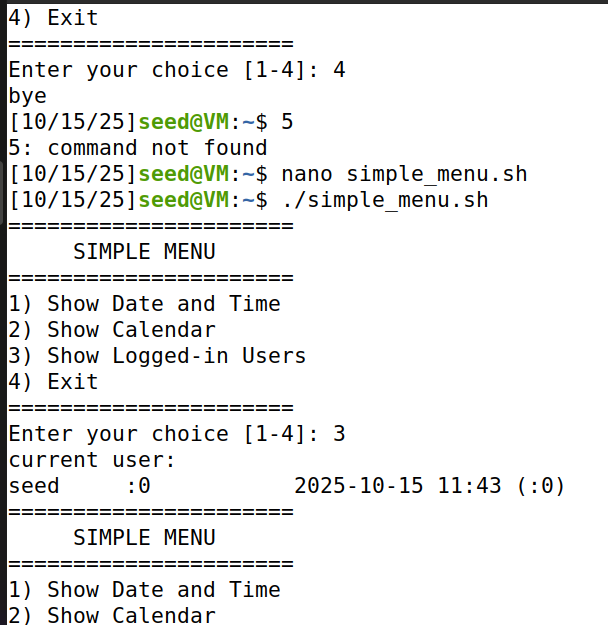 4) Exit
======================
Enter your choice [1-4]: 4
bye
[10/15/25]seed@VM:~$ 5
5: command not found
[10/15/25]seed@VM:~$ nano simple_menu.sh
[10/15/25]seed@VM:~$ ./simple_menu.sh
======================
     SIMPLE MENU
======================
1) Show Date and Time
2) Show Calendar
3) Show Logged-in Users
4) Exit
======================
Enter your choice [1-4]: 3
current user:
seed     :0           2025-10-15 11:43 (:0)
======================
     SIMPLE MENU
======================
1) Show Date and Time
2) Show Calendar